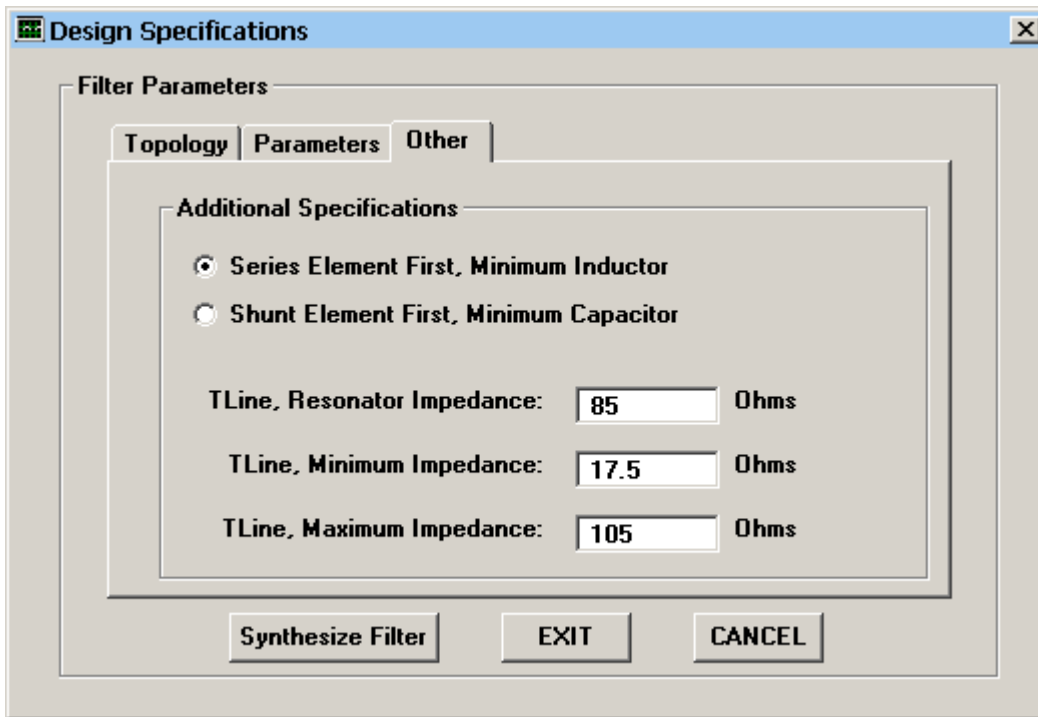 Design Specifications
Filter Parameters
Topology Parameters Other
Additional Specifications
Series Element First, Minimum Inductor
Shunt Element First, Minimum Capacitor
TLine, Resonator Impedance: 85 Ohms
TLine, Minimum Impedance: 17.5 Ohms
TLine, Maximum Impedance: 105 Ohms
Synthesize Filter EXIT CANCEL